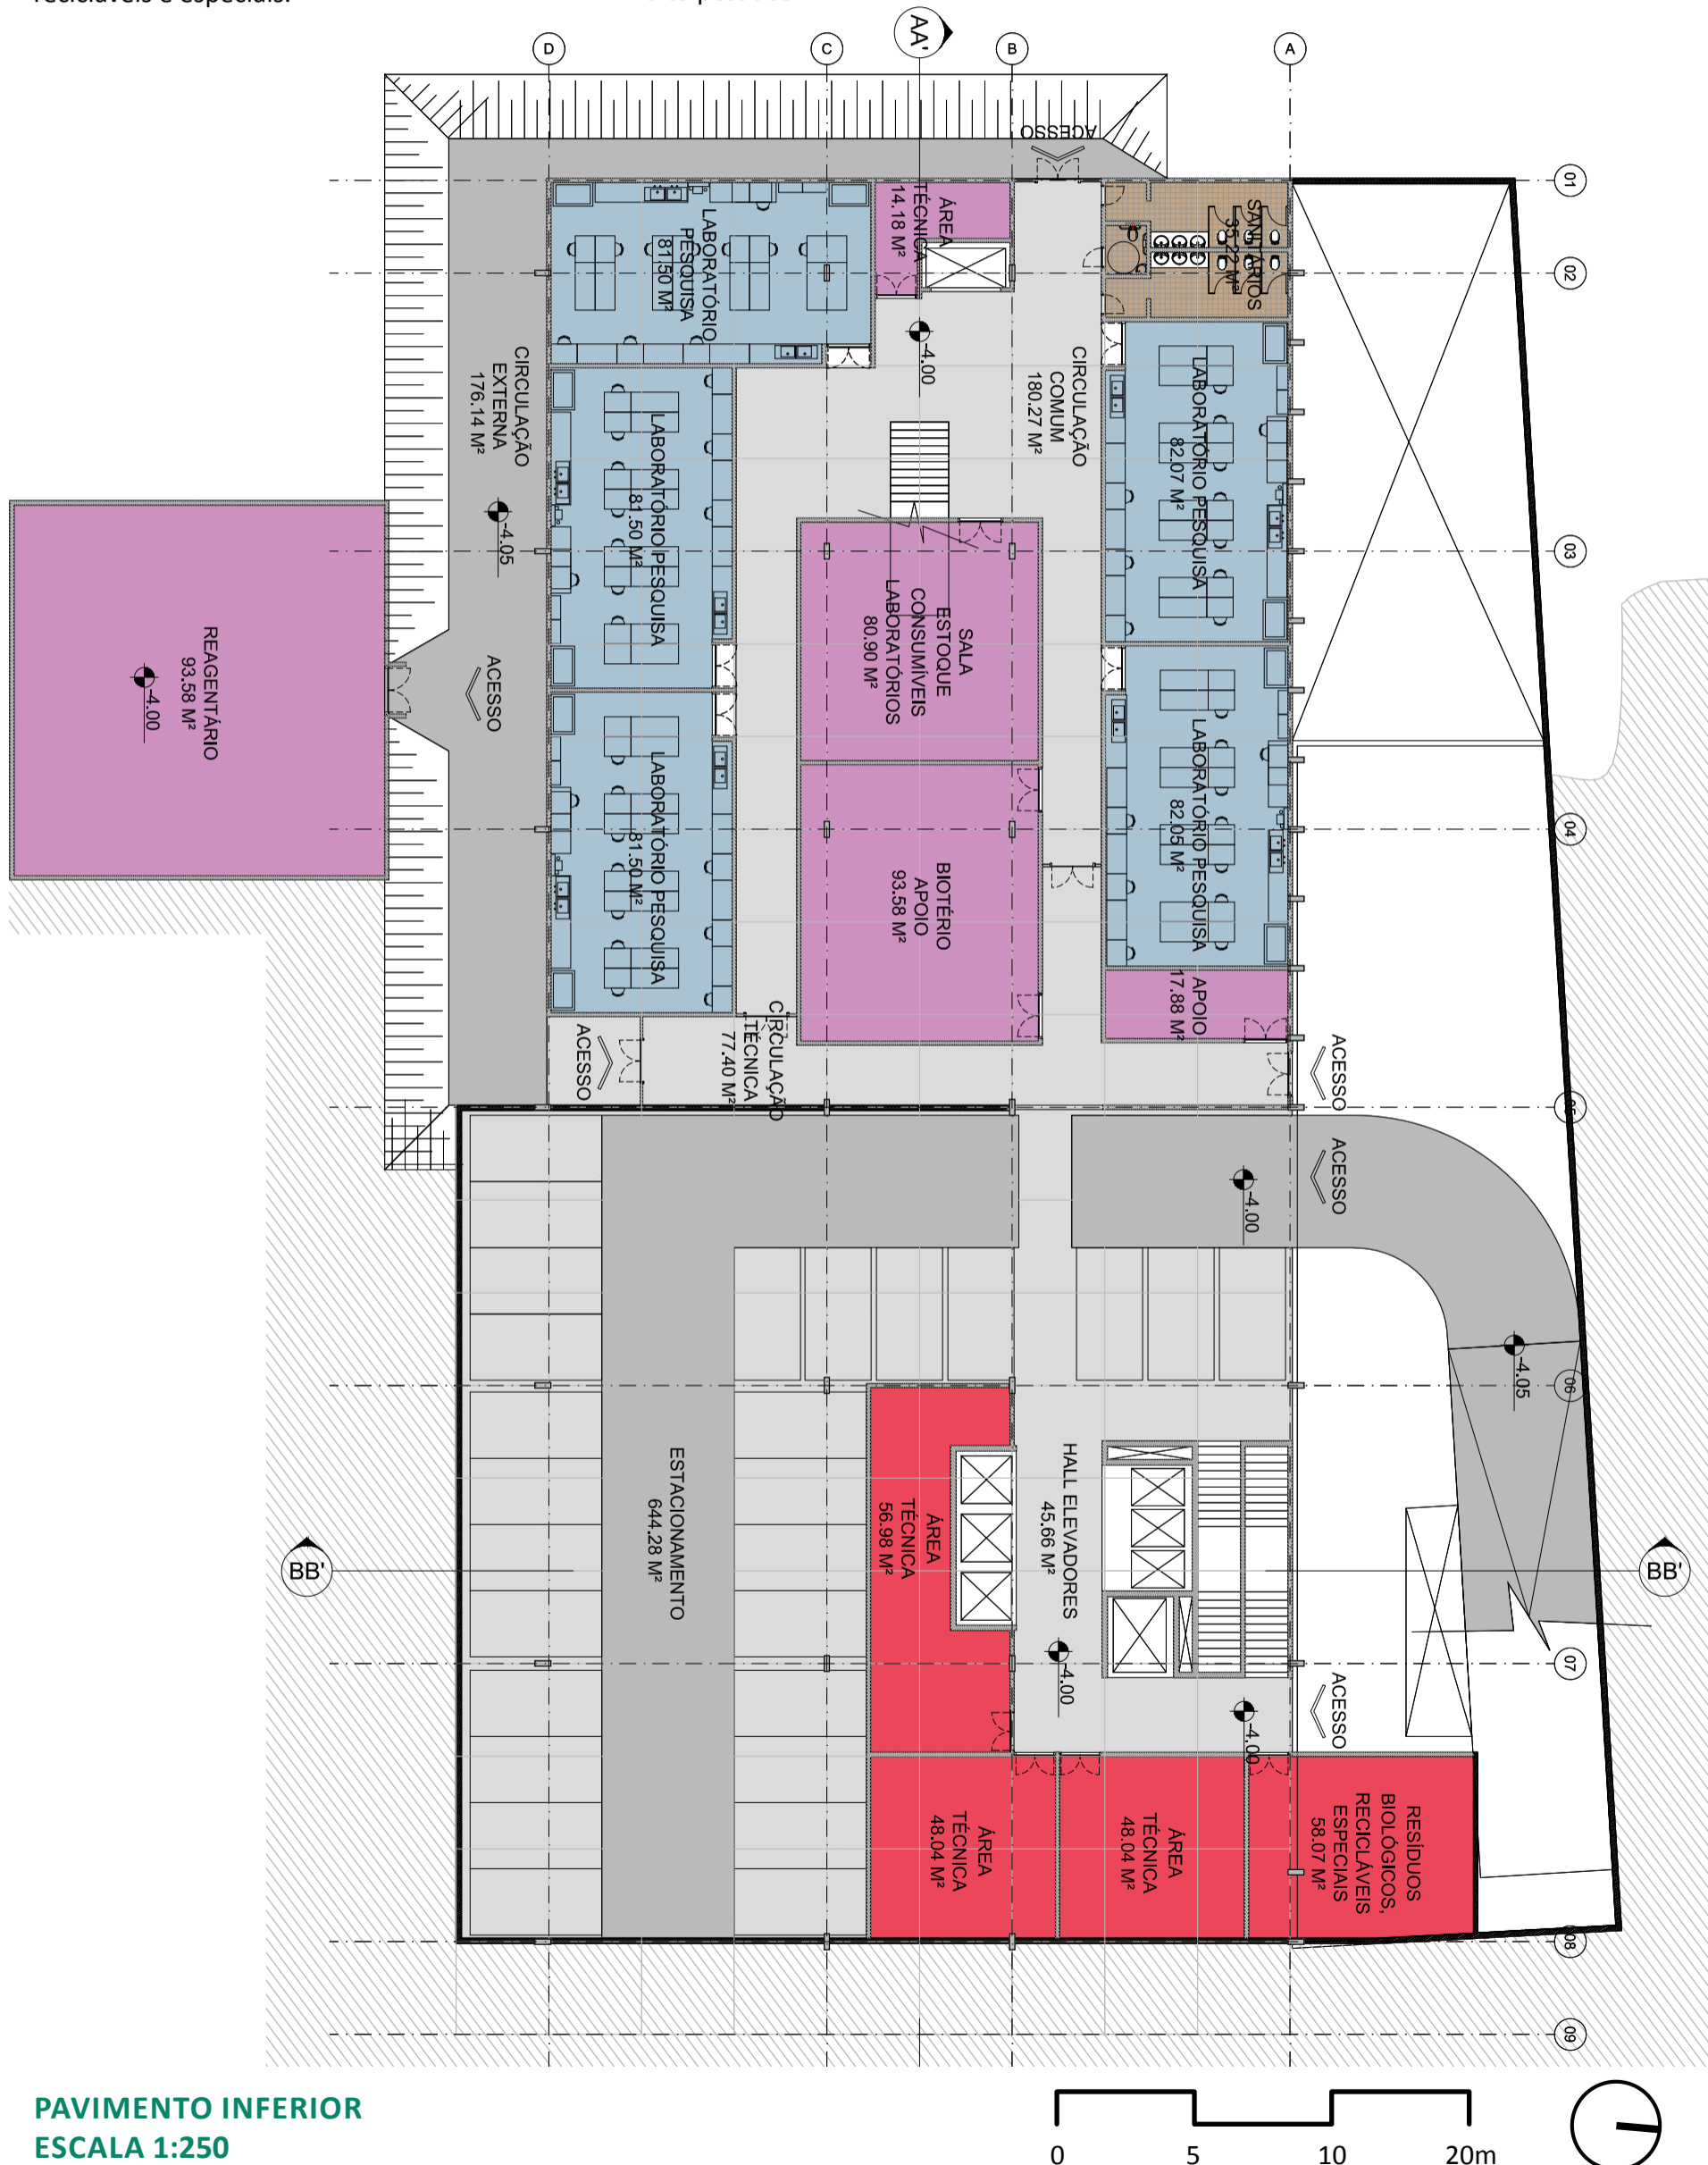 recicláveis e especiais.
D
C
AA'
B
A
ACESSO
01
ÁREA
TÉCNICA
14.18 M²
SANITÁRIOS
35.22 M²
02
LABORATÓRIO
PESQUISA
81.50 M²
-4.00
CIRCULAÇÃO
EXTERNA
176.14 M²
CIRCULAÇÃO
COMUM
180.27 M²
LABORATÓRIO PESQUISA
82.07 M²
LABORATÓRIO PESQUISA
81.50 M²
-4.05
03
SALA
ESTOQUE
CONSUMÍVEIS
LABORATÓRIOS
80.90 M²
REAGENTÁRIO
93.58 M²
-4.00
ACESSO
LABORATÓRIO PESQUISA
81.50 M²
LABORATÓRIO PESQUISA
82.05 M²
04
BIOTÉRIO
APOIO
93.58 M²
APOIO
17.88 M²
CIRCULAÇÃO
TÉCNICA
77.40 M²
ACESSO
ACESSO
05
ACESSO
-4.00
-4.05
06
ESTACIONAMENTO
644.28 M²
ÁREA
TÉCNICA
56.98 M²
HALL ELEVADORES
45.66 M²
BB'
BB'
-4.00
07
ACESSO
-4.00
ÁREA
TÉCNICA
48.04 M²
ÁREA
TÉCNICA
48.04 M²
RESÍDUOS
BIOLÓGICOS,
RECICLÁVEIS
ESPECIAIS
58.07 M²
08
09
PAVIMENTO INFERIOR
ESCALA 1:250
0 5 10 20m